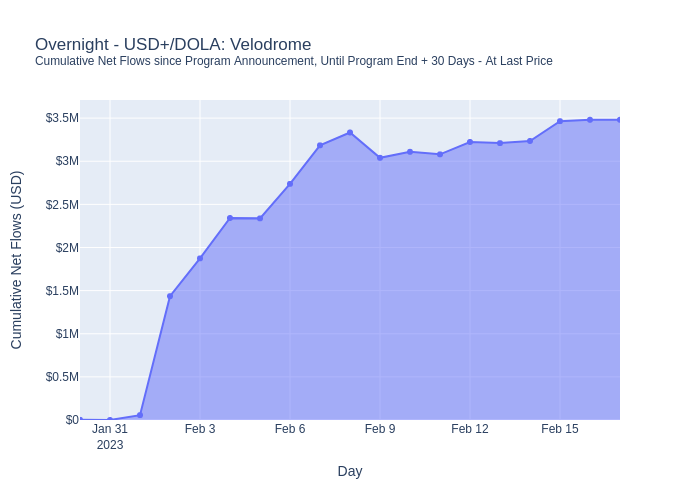 Overnight - USD+/DOLA: Velodrome
Cumulative Net Flows since Program Announcement, Until Program End + 30 Days - At Last Price
Cumulative Net Flows (USD)
$3.5M
$3M
$2.5M
$2M
$1.5M
$1M
$0.5M
$0
Jan 31 Feb 3 Feb 6 Feb 9 Feb 12 Feb 15
2023
Day